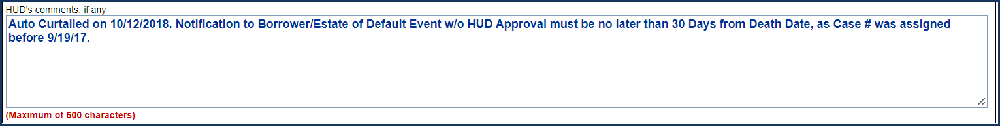 HUD's comments, if any
Auto Curtailed on 10/12/2018. Notification to Borrower/Estate of Default Event w/o HUD Approval must be no later than 30 Days from Death Date, as Case # was assigned
before 9/19/17.
(Maximum of 500 characters)